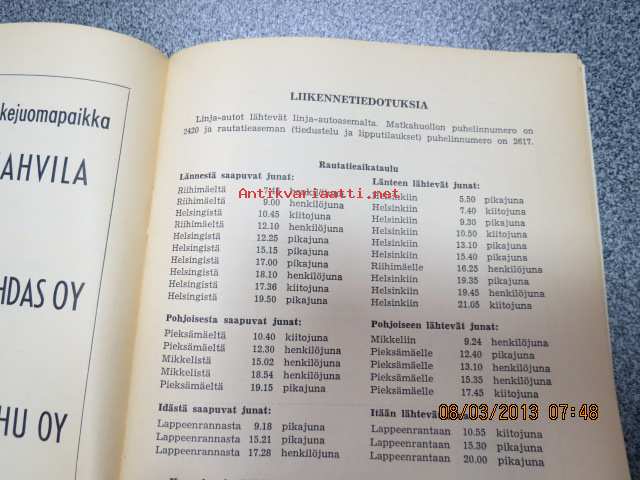 kejuomapaikka
AHVILA
HDAS OY
HU OY
LIIKENNETIEDOTUKSIA
Linja-autot lähtevät linja-autoasemalta. Matkahuollon puhelinnumero on
2420 ja rautatieaseman (tiedustelu ja lipputilaukset) puhelinnumero on 2617.
Rautatieaikataulu
Lännestä saapuvat junat:
Riihimäeltä henkilöjuna
Riihimäeltä 9.00 henkilöjuna
Helsingistä 10.45 kiitojuna
Riihimäeltä 12.10 henkilöjuna
Helsingistä 12.25 pikajuna
Helsingistä 15.15 pikajuna
Helsingistä 17.00 pikajuna
Helsingistä 18.10 henkilöjuna
Helsingistä 17.36 kiitojuna
Helsingistä 19.50 pikajuna
Länteen lähtevät junat:
Helsinkiin 5.50 pikajuna
Helsinkiin 7.40 kiitojuna
Helsinkiin 9.30 pikajuna
Helsinkiin 10.50 kiitojuna
Helsinkiin 13.10 pikajuna
Helsinkiin 15.40 pikajuna
Riihimäelle 16.25 henkilöjuna
Helsinkiin 19.35 pikajuna
Helsinkiin 19.45 henkilöjuna
Helsinkiin 21.05 kiitojuna
Antikvariaatti.net
Pohjoisesta saapuvat junat:
Pieksämäeltä 10.40 kiitojuna
Pieksämäeltä 12.30 henkilöjuna
Mikkelistä 15.02 henkilöjuna
Mikkelistä 18.54 henkilöjuna
Pieksämäeltä 19.15 pikajuna
Pohjoiseen lähtevät junat:
Mikkeliin 9.24 henkilöjuna
Pieksämäelle 12.40 pikajuna
Pieksämäelle 13.10 henkilöjuna
Pieksämäelle 15.35 henkilöjuna
Pieksämäelle 17.45 kiitojuna
Idästä saapuvat junat:
Lappeenrannasta 9.18 pikajuna
Lappeenrannasta 15.21 pikajuna
Lappeenrannasta 17.28 henkilöjuna
Itään lähtevät
Lappeenrantaan 10.55 kiitojuna
Lappeenrantaan 15.30 pikajuna
Lappeenrantaan 20.00 pikajuna
08/03/2013 07:48